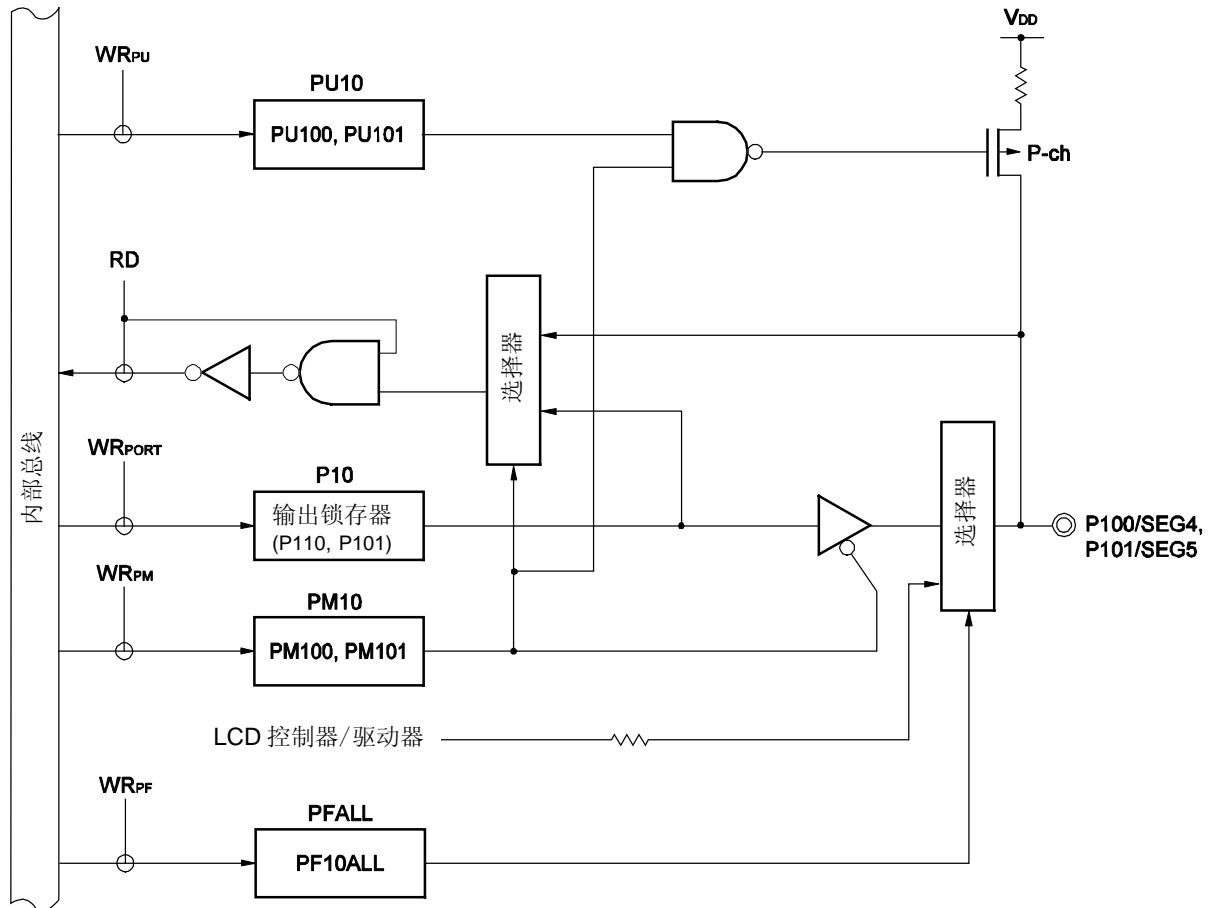 VDD
WRPU
PU10
PU100, PU101
P-ch
RD
选择器
内部总线
WRPORT
P10
输出锁存器
(P110, P101)
选择器
P100/SEG4,
P101/SEG5
WRPM
PM10
PM100, PM101
LCD 控制器/驱动器
WRPF
PFALL
PF10ALL